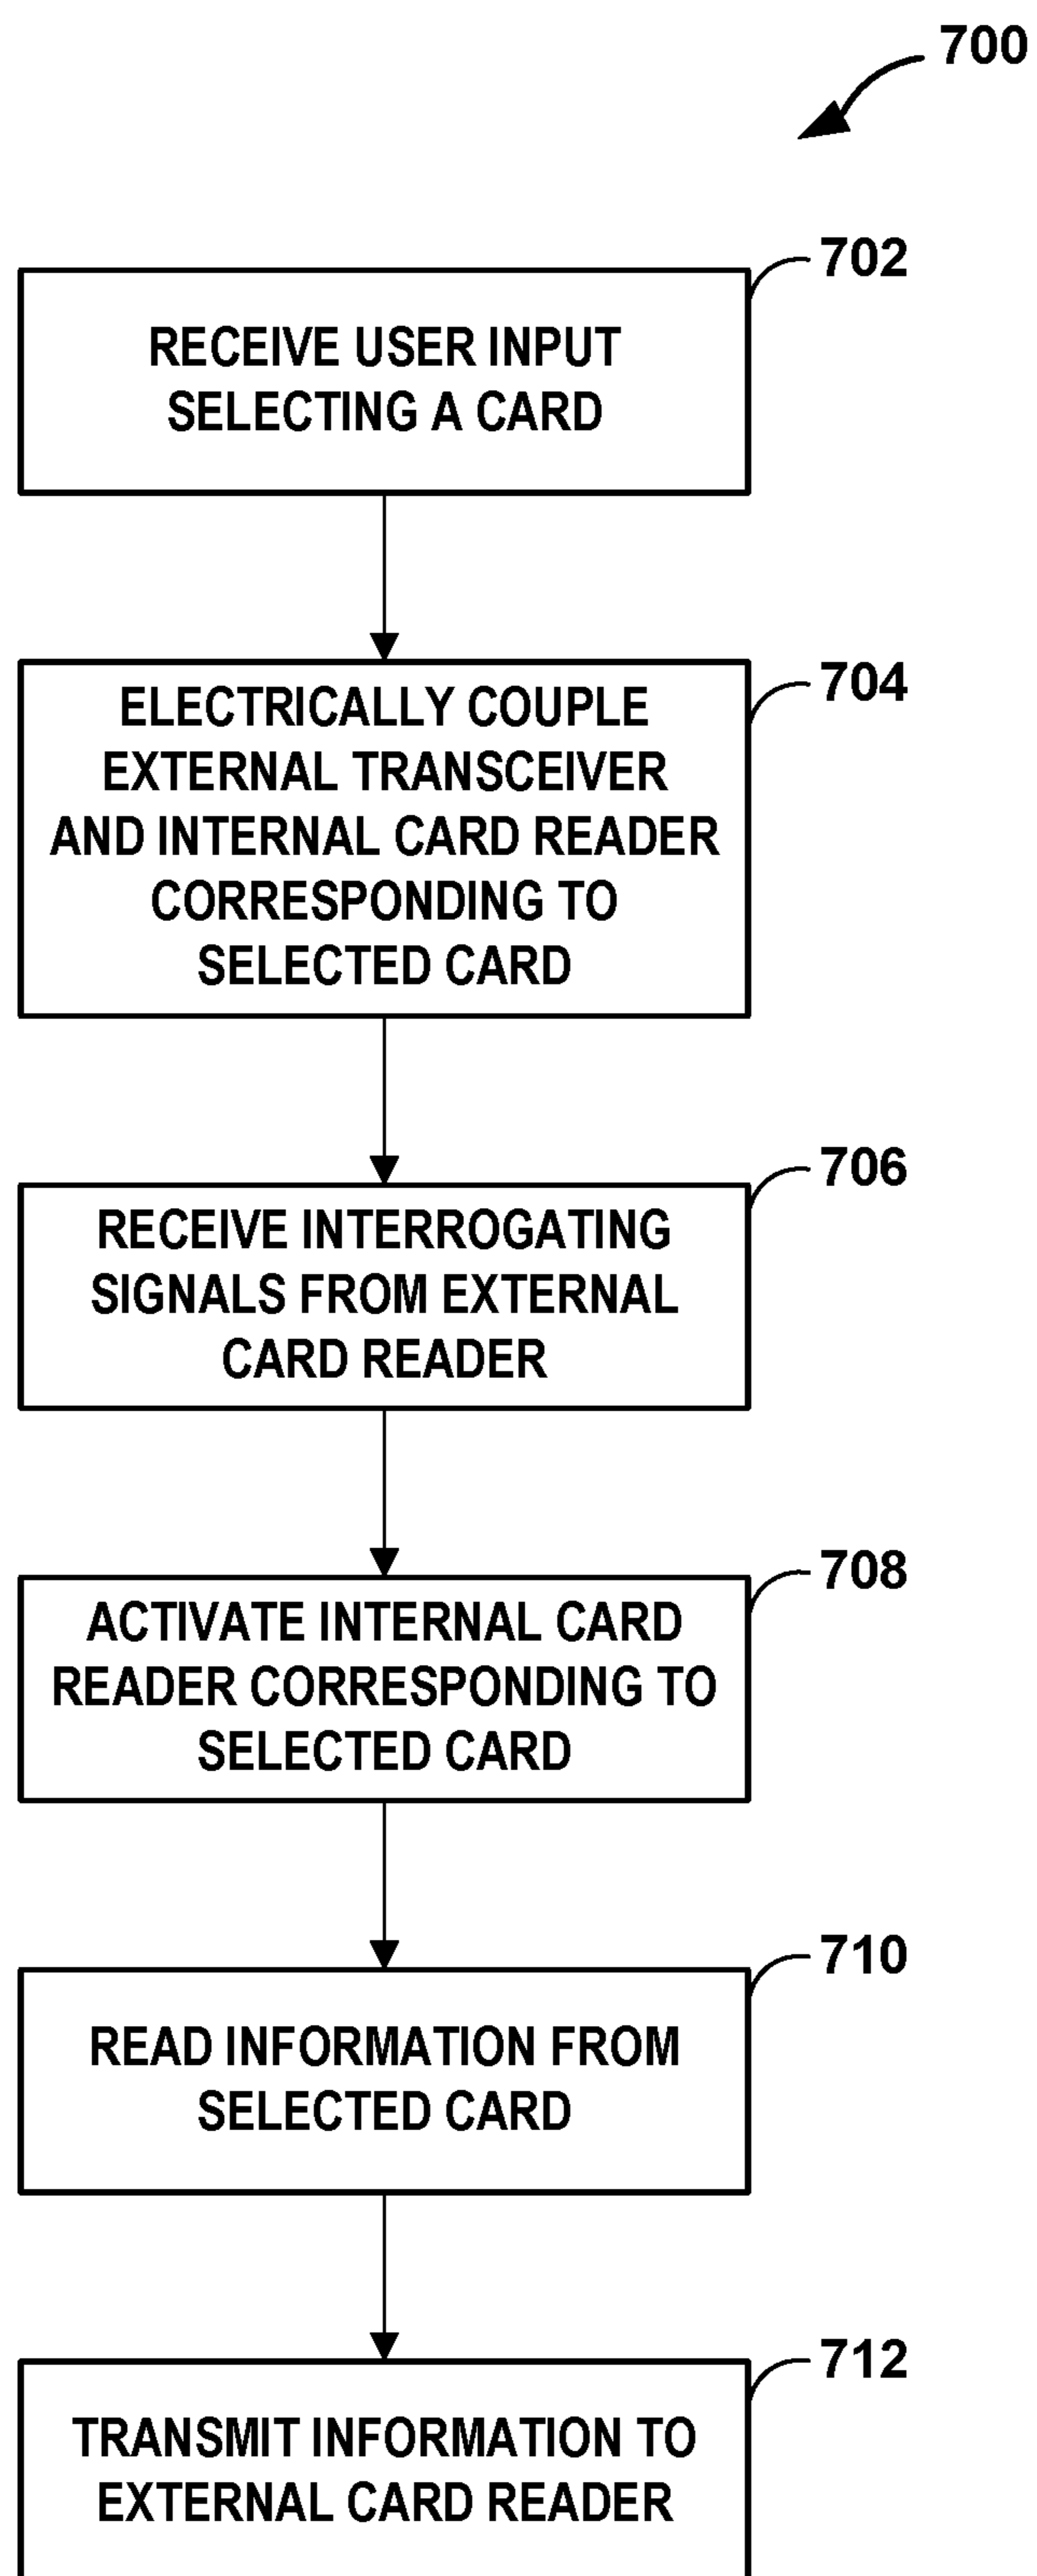 700
702
RECEIVE USER INPUT
SELECTING A CARD
704
ELECTRICALLY COUPLE
EXTERNAL TRANSCEIVER
AND INTERNAL CARD READER
CORRESPONDING TO
SELECTED CARD
706
RECEIVE INTERROGATING
SIGNALS FROM EXTERNAL
CARD READER
708
ACTIVATE INTERNAL CARD
READER CORRESPONDING TO
SELECTED CARD
710
READ INFORMATION FROM
SELECTED CARD
712
TRANSMIT INFORMATION TO
EXTERNAL CARD READER